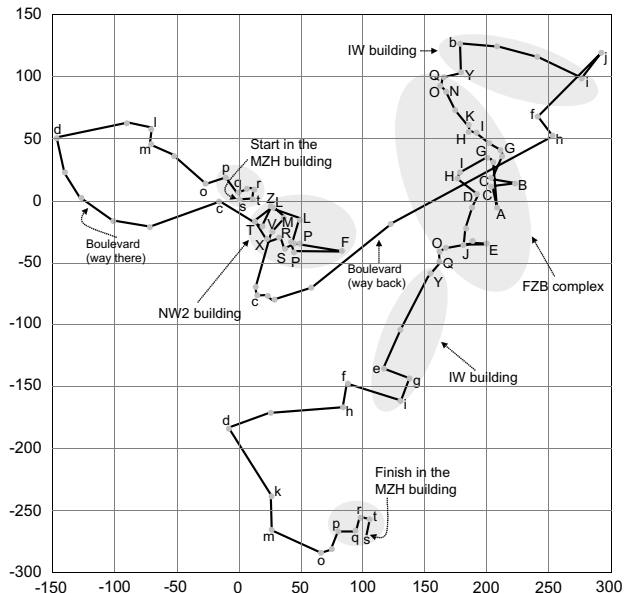 150
b
j
IW building
Q
Y
100
O
N
i
K
f
l
d
I
50
H
h
m
Start in the
G
G
MZH building
I
p
H
C
B
o
q
r
D
C
0
c
s
t
Z
L
A
M
L
T
V
R
P
F
O
E
X
S
P
J
Boulevard
(way there)
Boulevard
(way back)
Q
-50
Y
FZB complex
c
NW2 building
-100
e
f
g
IW building
-150
i
h
d
-200
Finish in the
MZH building
k
-250
r
t
p
m
q
s
o
-300
-150
-100
-50
0
50
100
150
200
250
300